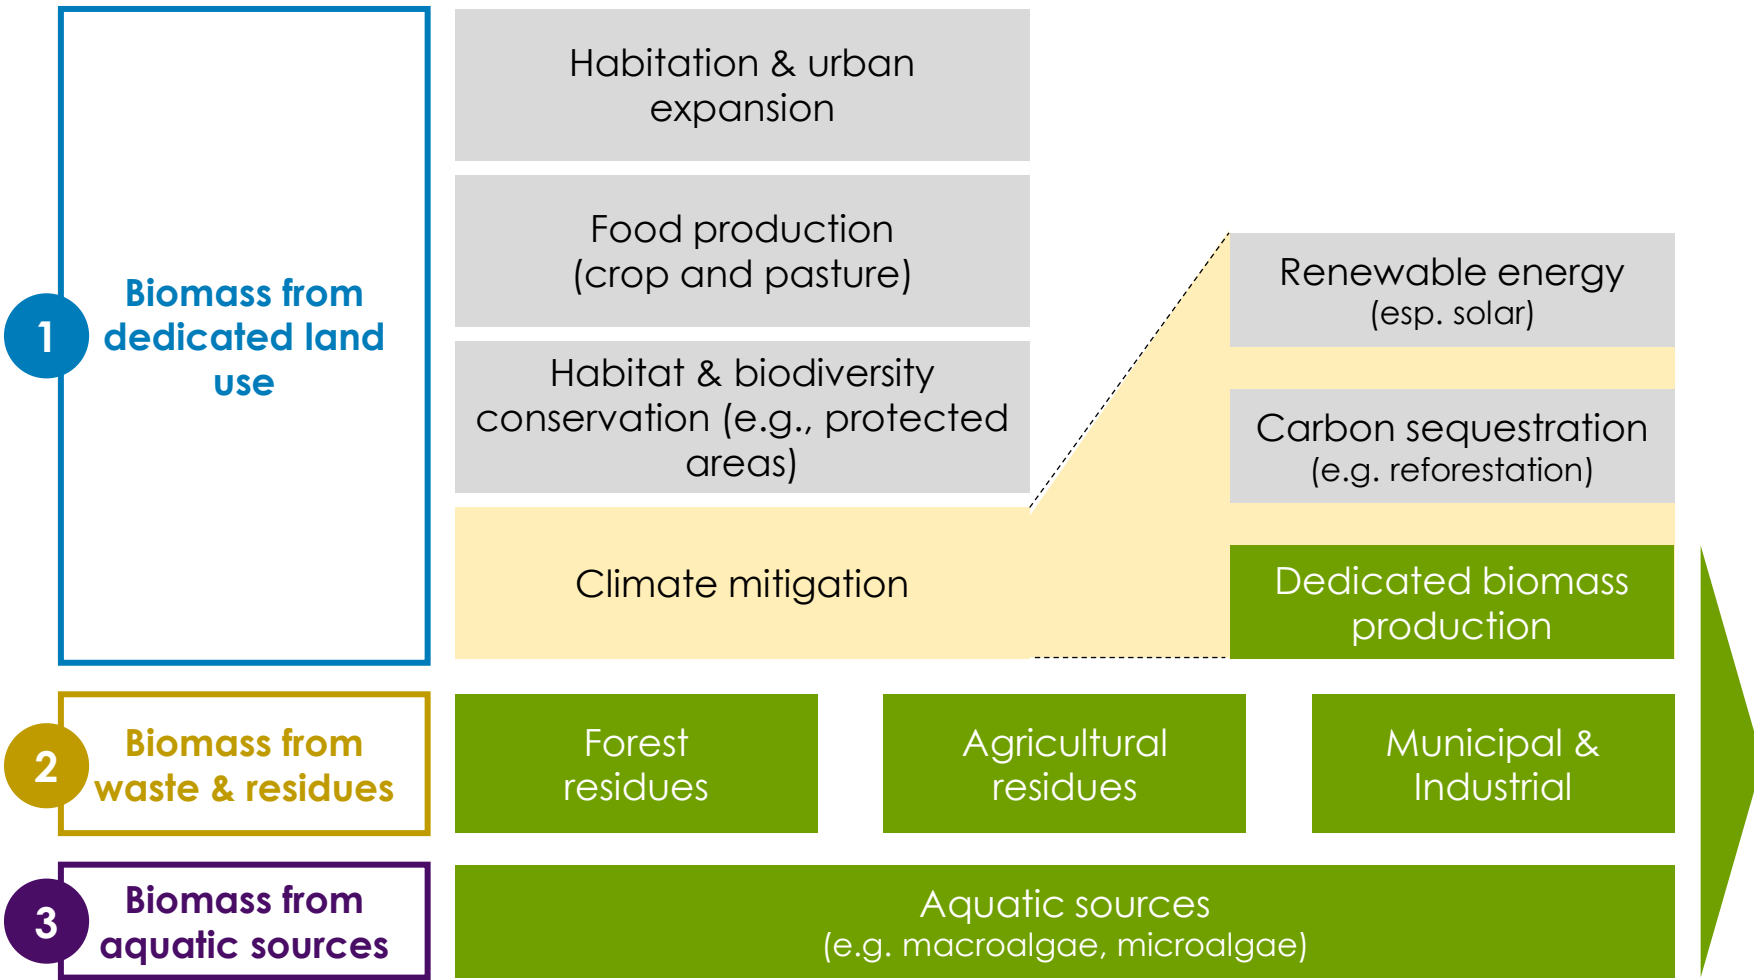 1
Biomass from
dedicated land
use
Habitation & urban
expansion
Food production
(crop and pasture)
Habitat & biodiversity
conservation (e.g., protected
areas)
Climate mitigation
Renewable energy
(esp. solar)
Carbon sequestration
(e.g. reforestation)
Dedicated biomass
production
2
Biomass from
waste & residues
Forest
residues
Agricultural
residues
Municipal &
Industrial
3
Biomass from
aquatic sources
Aquatic sources
(e.g. macroalgae, microalgae)